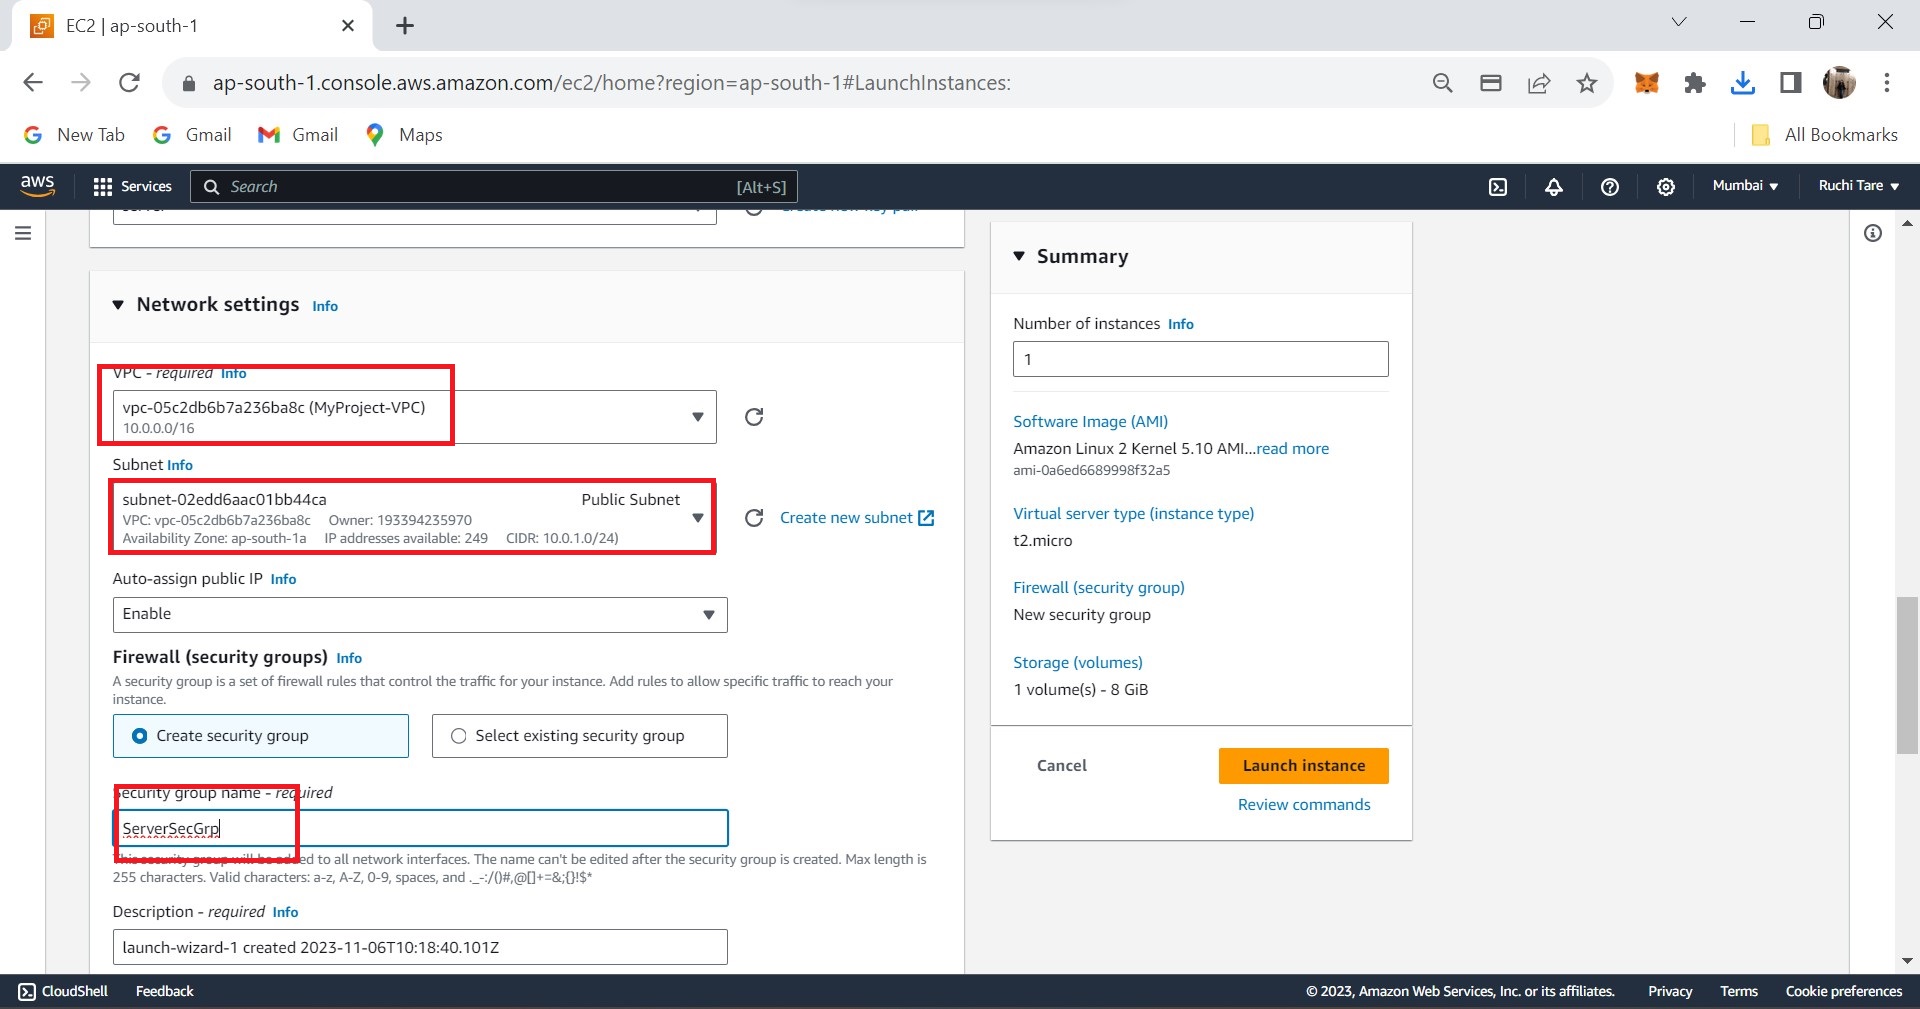 EC2 | ap-south-1
ap-south-1.console.aws.amazon.com/ec2/home?region=ap-south-1#LaunchInstances:
New Tab Gmail Gmail Maps All Bookmarks
aws Services Search [Alt+S] Mumbai Ruchi Tare
Network settings Info
VPC - required Info
vpc-05c2db6b7a236ba8c (MyProject-VPC)
10.0.0.0/16
Subnet Info
subnet-02edd6aac01bb44ca Public Subnet
VPC: vpc-05c2db6b7a236ba8c Owner: 193394235970
Availability Zone: ap-south-1a IP addresses available: 249 CIDR: 10.0.1.0/24)
Create new subnet
Auto-assign public IP Info
Enable
Firewall (security groups) Info
A security group is a set of firewall rules that control the traffic for your instance. Add rules to allow specific traffic to reach your
instance.
Create security group Select existing security group
Security group name - required
ServerSecGrp
This security group will be added to all network interfaces. The name can't be edited after the security group is created. Max length is
255 characters. Valid characters: a-z, A-Z, 0-9, spaces, and ._-:/()#,@[]+=&;{}!$*
Description - required Info
launch-wizard-1 created 2023-11-06T10:18:40.101Z
Summary
Number of instances Info
1
Software Image (AMI)
Amazon Linux 2 Kernel 5.10 AMI...read more
ami-0a6ed6689998f32a5
Virtual server type (instance type)
t2.micro
Firewall (security group)
New security group
Storage (volumes)
1 volume(s) - 8 GiB
Cancel Launch instance
Review commands
CloudShell Feedback © 2023, Amazon Web Services, Inc. or its affiliates. Privacy Terms Cookie preferences